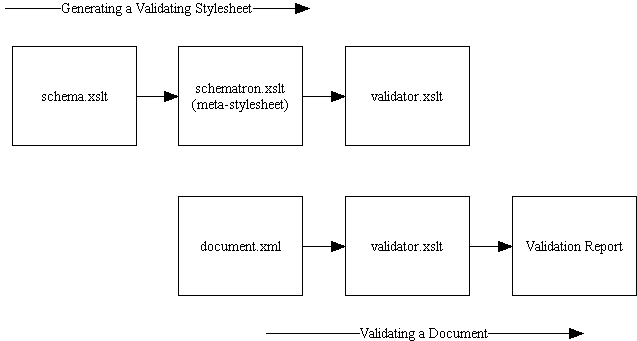 Generating a Validating Stylesheet
schema.xslt
schematron.xslt
(meta-stylesheet)
validator.xslt
document.xml
validator.xslt
Validation Report
Validating a Document